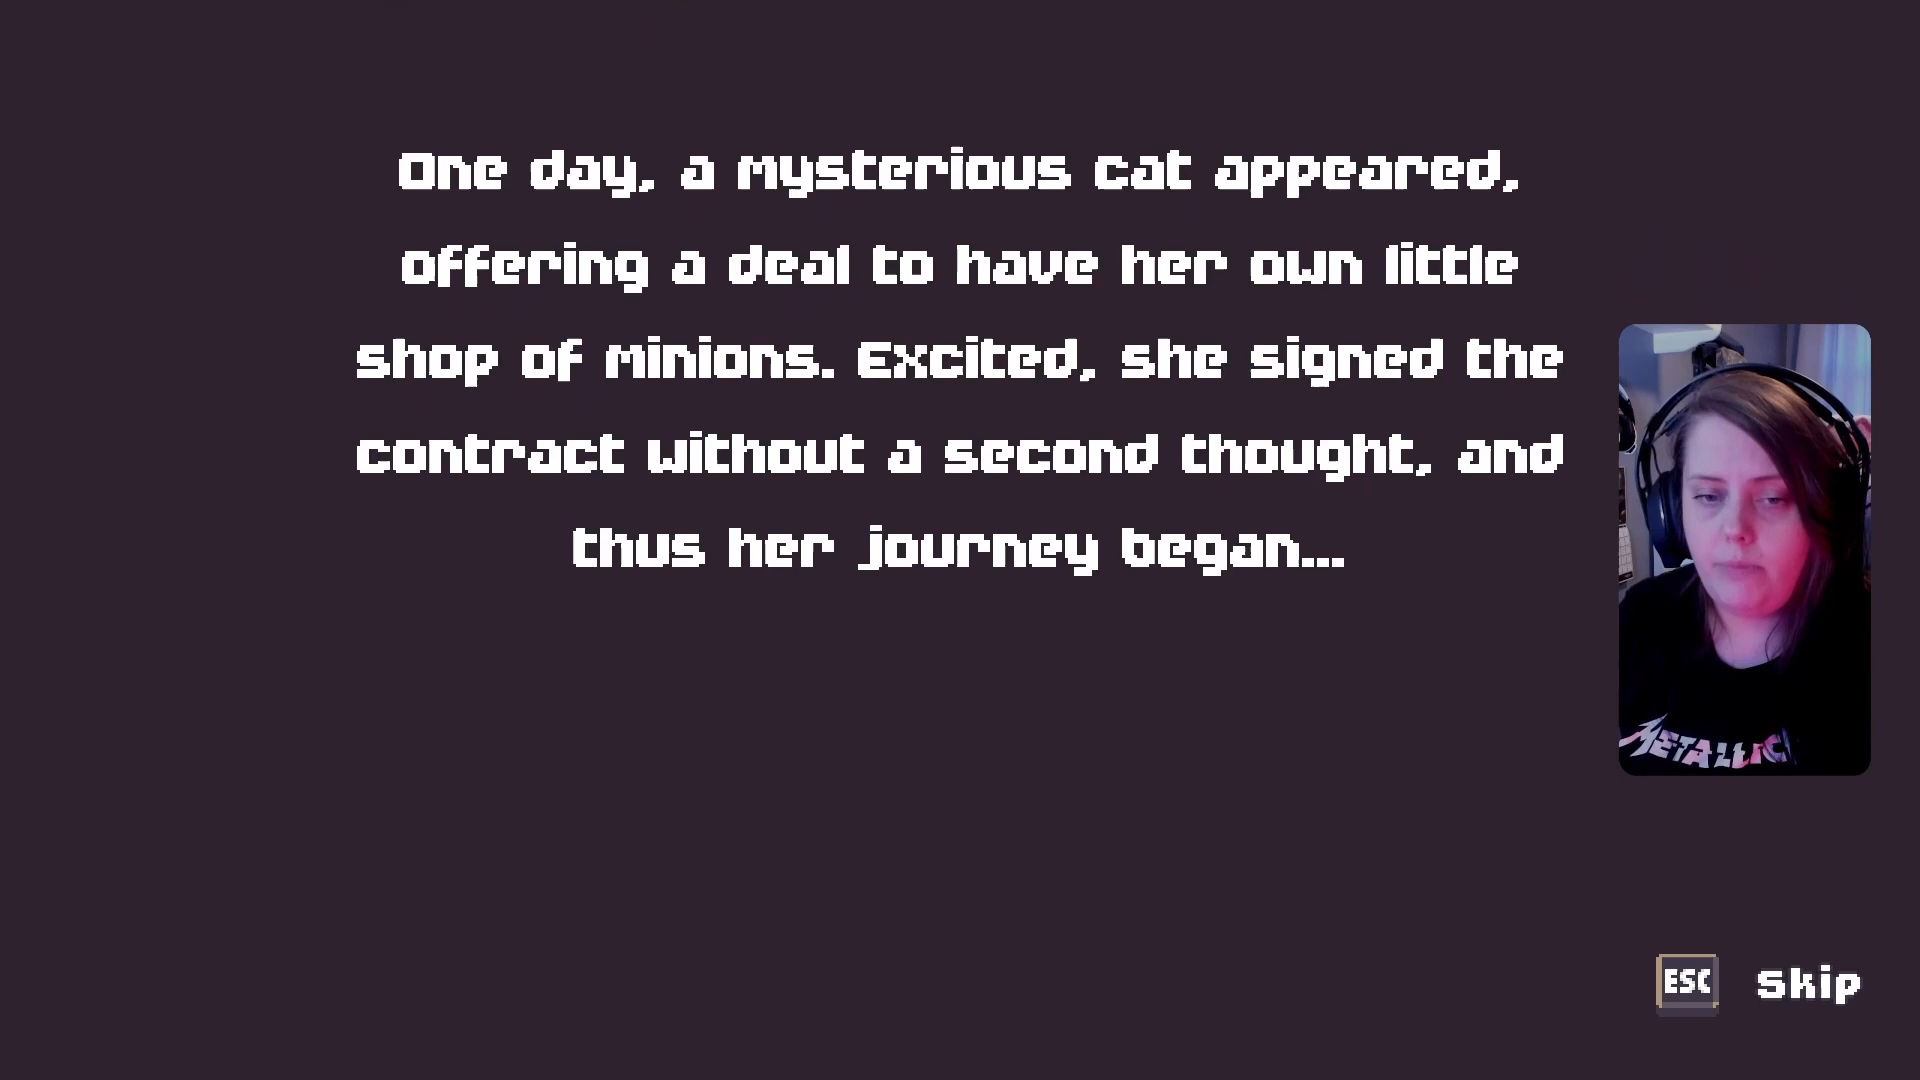 One day, a mysterious cat appeared,
offering a deal to have her own little
shop of minions. Excited, she signed the
contract without a second thought, and
thus her journey began...
METALLIC
ESC Skip